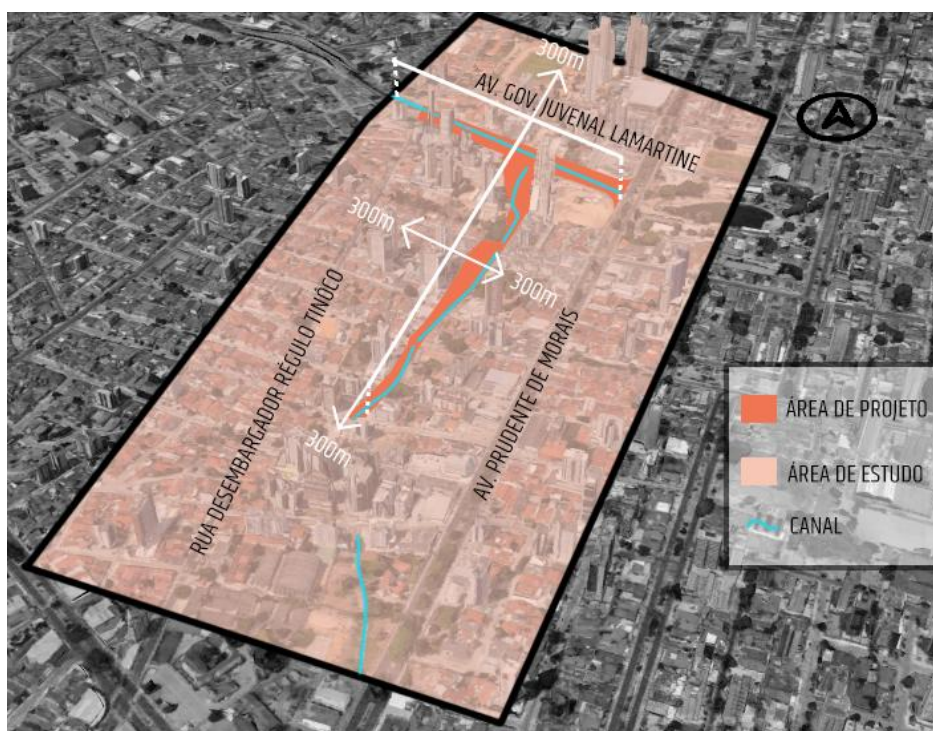 300m
AV. GOV. JUVENAL LAMARTINE
300m
300m
RUA DESEMBARGADOR RÉGULO TINÔCO
AV. PRUDENTE DE MORAIS
300m
ÁREA DE PROJETO
ÁREA DE ESTUDO
CANAL